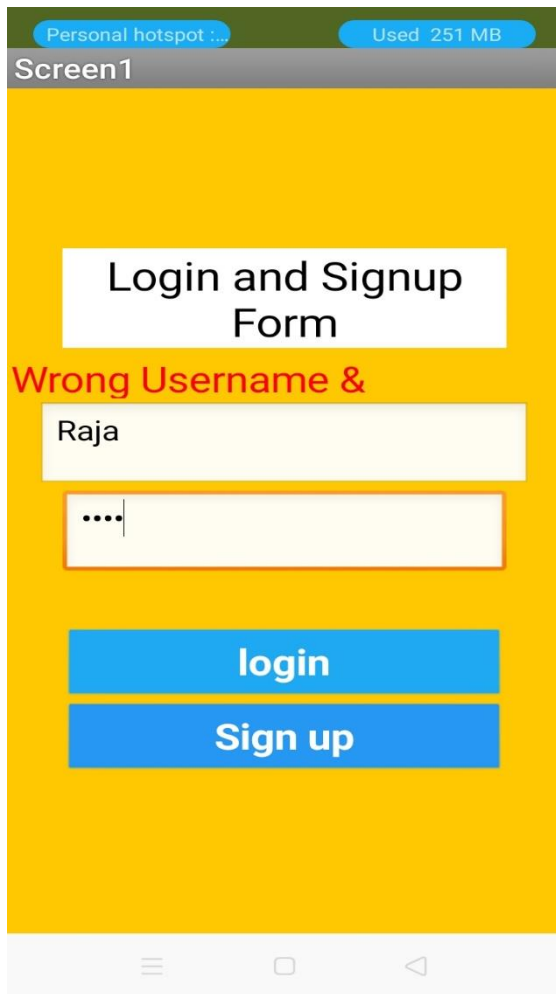 Personal hotspot :... Used 251 MB
Screen1
Login and Signup
Form
Wrong Username &
Raja
••••
login
Sign up